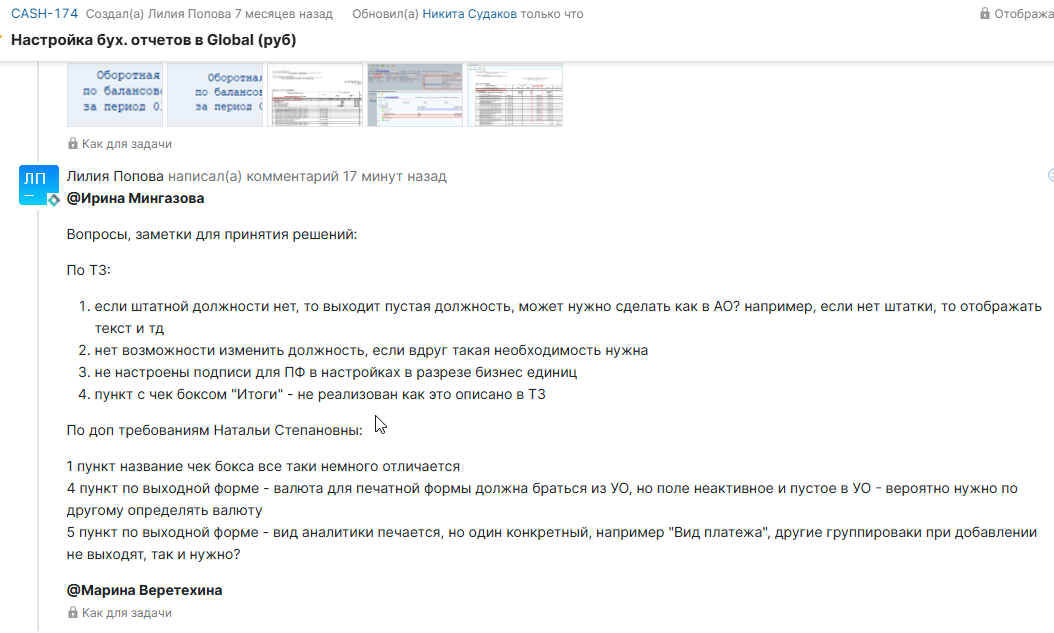 CASH-174 Создал(а) Лилия Попова 7 месяцев назад Обновил(а) Никита Судаков только что Отобража
Настройка бух. отчетов в Global (руб)
Оборотная
по балансов
за период 0
Оборотная
по балансов
за период
Как для задачи
ЛП
Лилия Попова написал(а) комментарий 17 минут назад
@Ирина Мингазова
Вопросы, заметки для принятия решений:
По ТЗ:
1. если штатной должности нет, то выходит пустая должность, может нужно сделать как в АО? например, если нет штатки, то отображать
текст и тд
2. нет возможности изменить должность, если вдруг такая необходимость нужна
3. не настроены подписи для ПФ в настройках в разрезе бизнес единиц
4. пункт с чек боксом "Итоги" - не реализован как это описано в ТЗ
По доп требованиям Натальи Степановны:
1 пункт название чек бокса все таки немного отличается
4 пункт по выходной форме - валюта для печатной формы должна браться из УО, но поле неактивное и пустое в УО - вероятно нужно по
другому определять валюту
5 пункт по выходной форме - вид аналитики печается, но один конкретный, например "Вид платежа", другие группироваки при добавлении
не выходят, так и нужно?
@Марина Веретехина
Как для задачи